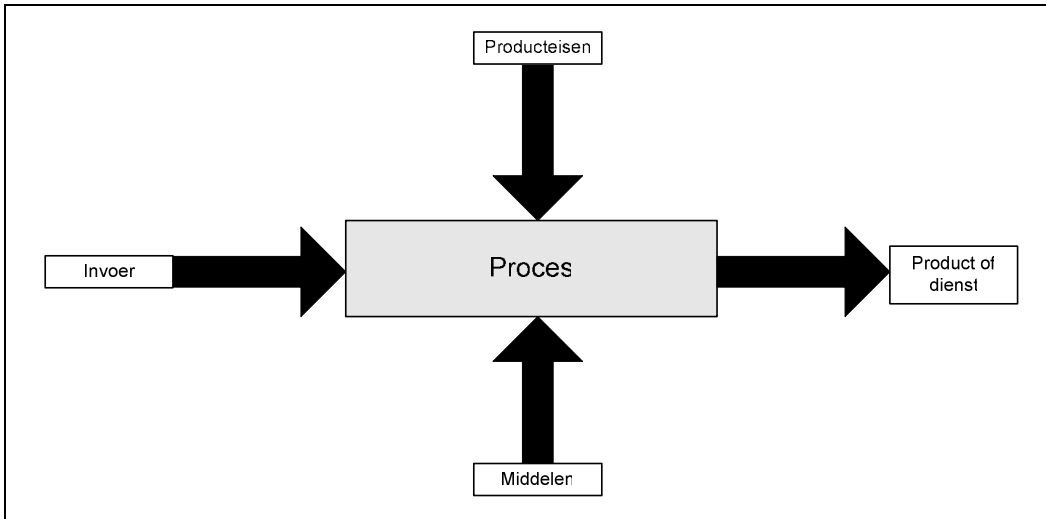 Producteisen
Invoer
Proces
Product of
dienst
Middelen